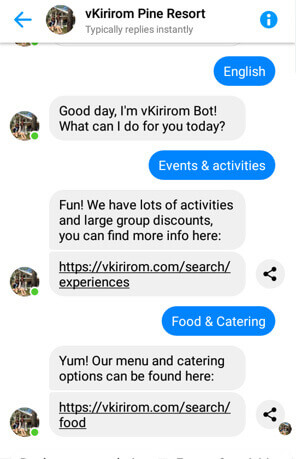 vKirirom Pine Resort
Typically replies instantly
English
Good day, I'm vKirirom Bot!
What can I do for you today?
Events & activities
Fun! We have lots of activities
and large group discounts,
you can find more info here:
https://vkirirom.com/search/
experiences
Food & Catering
Yum! Our menu and catering
options can be found here:
https://vkirirom.com/search/
food